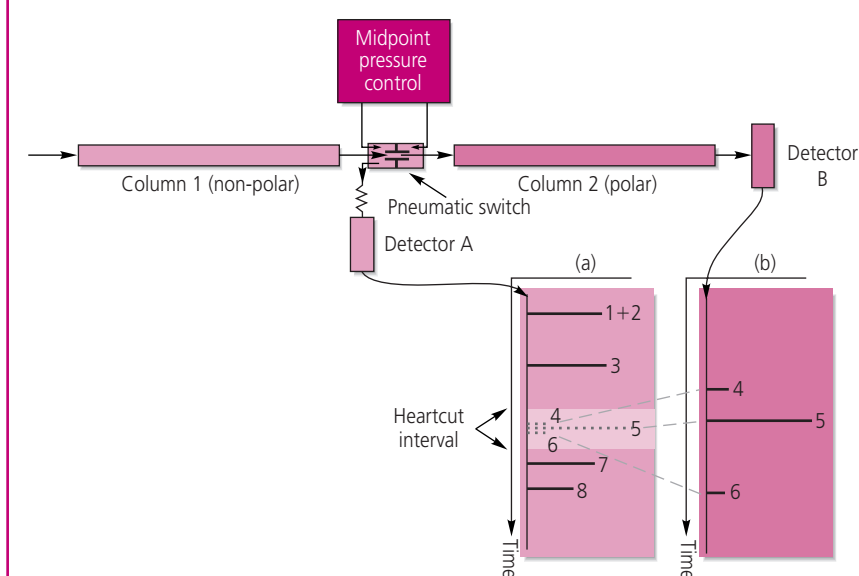 Midpoint
pressure
control
Column 1 (non-polar)
Column 2 (polar)
Detector
B
Pneumatic switch
Detector A
(a)
(b)
1+2
3
4
5
6
7
8
4
5
6
Heartcut
interval
Time
Time